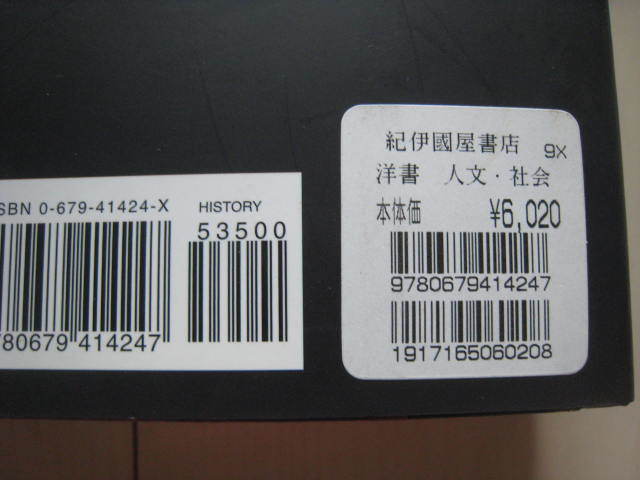 SBN 0-679-41424-X
HISTORY
53500
780679 414247
紀伊國屋書店
9X
洋書 人文・社会
本体価 ¥6,020
9780679414247
1917165060208